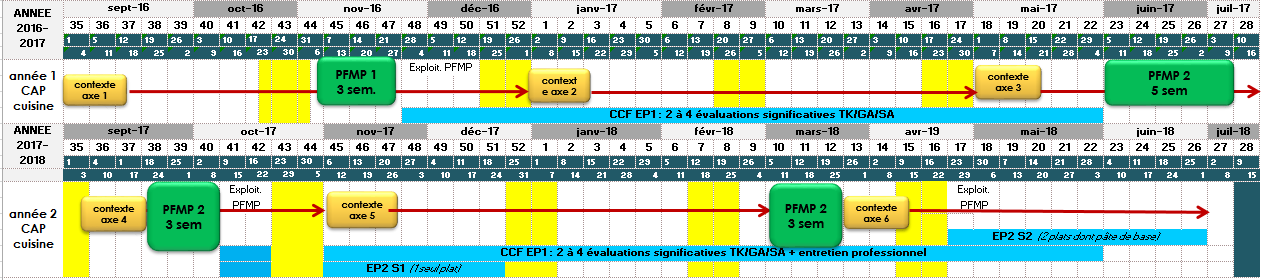 ANNEE 2016-2017
sept-16 oct-16 nov-16 déc-16 janv-17 févr-17 mars-17 avr-17 mai-17 juin-17 juil-17
35 36 37 38 39 40 41 42 43 44 45 46 47 48 49 50 51 52 1 2 3 4 5 6 7 8 9 10 11 12 13 14 15 16 17 18 19 20 21 22 23 24 25 26 27 28
année 1
CAP
cuisine
contexte
axe 1
PFMP 1
3 sem.
Exploit. PFMP
context
e axe 2
contexte
axe 3
PFMP 2
5 sem
CCF EP1 : 2 à 4 évaluations significatives TK/GA/SA
ANNEE 2017-2018
sept-17 oct-17 nov-17 déc-17 janv-18 févr-18 mars-18 avr-19 mai-18 juin-18 juil-18
35 36 37 38 39 40 41 42 43 44 45 46 47 48 49 50 51 52 1 2 3 4 5 6 7 8 9 10 11 12 13 14 15 16 17 18 19 20 21 22 23 24 25 26 27 28
année 2
CAP
cuisine
contexte
axe 4
PFMP 2
3 sem
Exploit.
PFMP
contexte
axe 5
PFMP 2
3 sem
contexte
axe 6
Exploit.
PFMP
EP2 S2 (2 plats dont pâte de base)
CCF EP1 : 2 à 4 évaluations significatives TK/GA/SA + entretien professionnel
EP2 S1 (1seul plat)